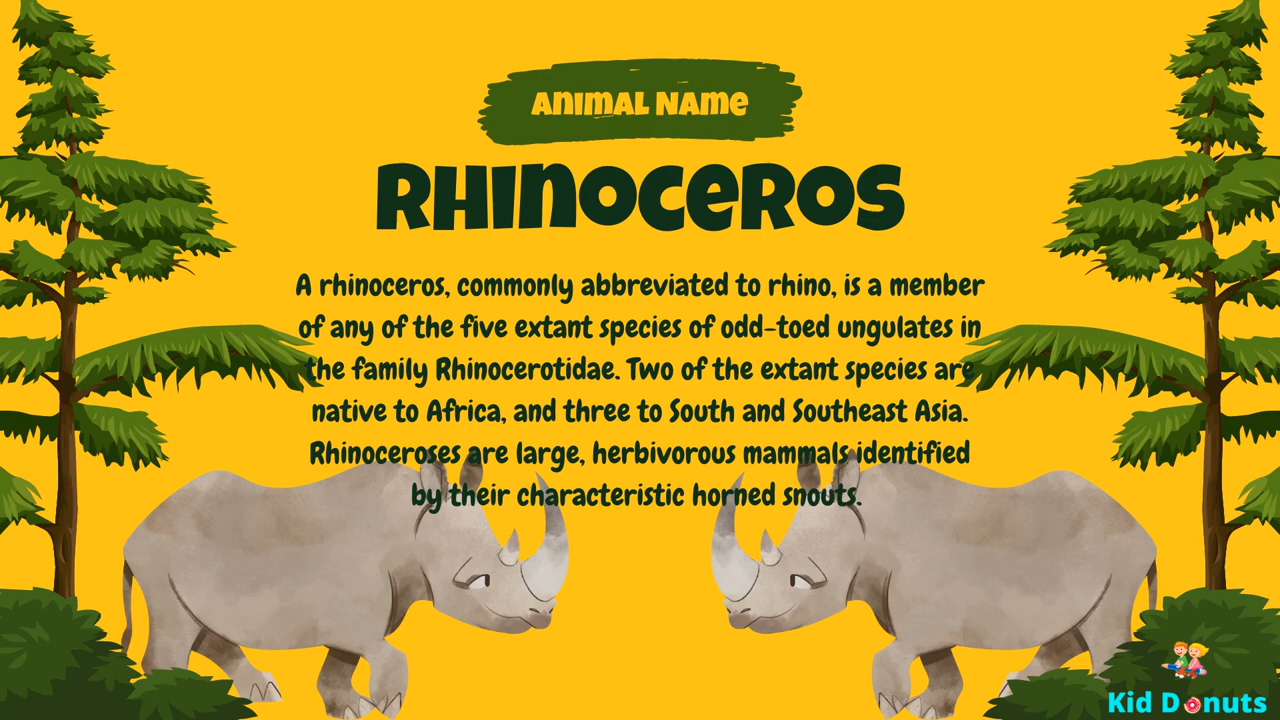 Animal Name
Rhinoceros
A rhinoceros, commonly abbreviated to rhino, is a member
of any of the five extant species of odd-toed ungulates in
the family Rhinocerotidae. Two of the extant species are
native to Africa, and three to South and Southeast Asia.
Rhinoceroses are large, herbivorous mammals identified
by their characteristic horned snouts.
Kid Donuts